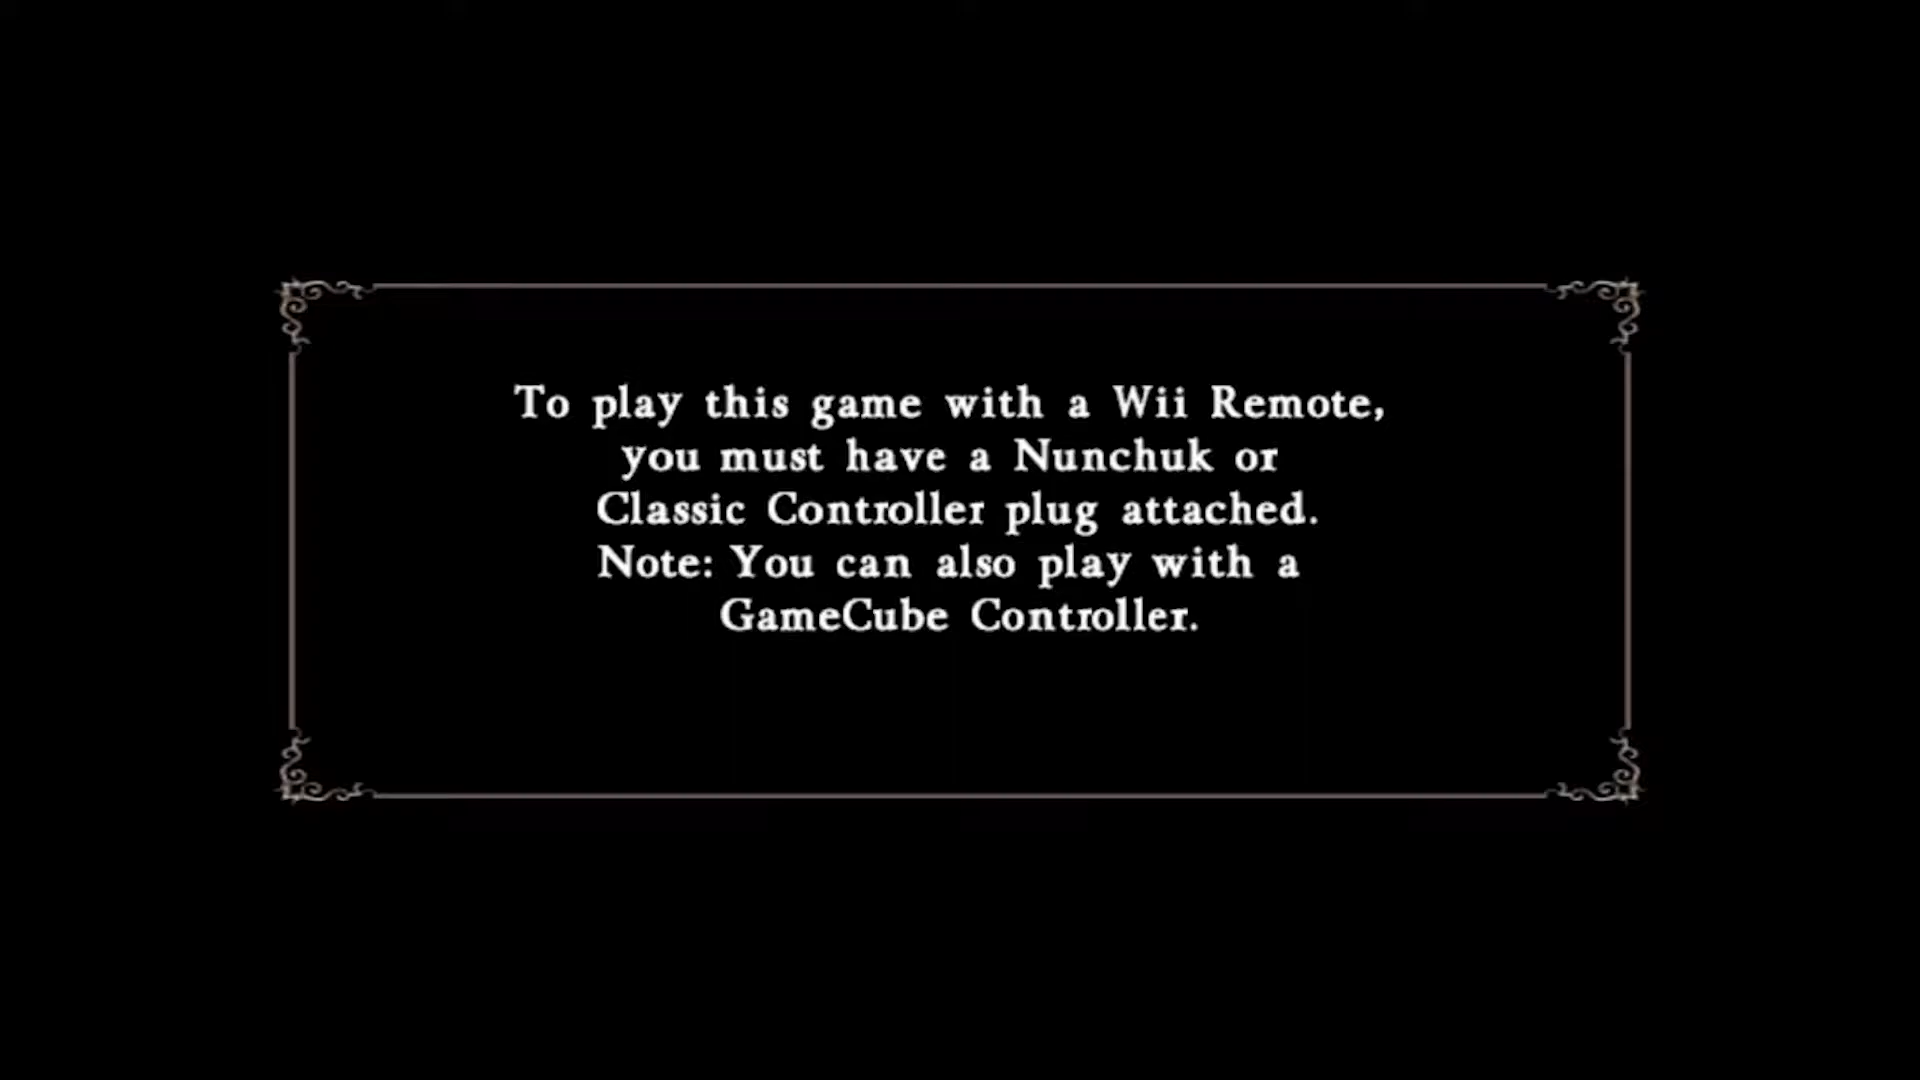 To play this game with a Wii Remote,
you must have a Nunchuk or
Classic Controller plug attached.
Note: You can also play with a
GameCube Controller.